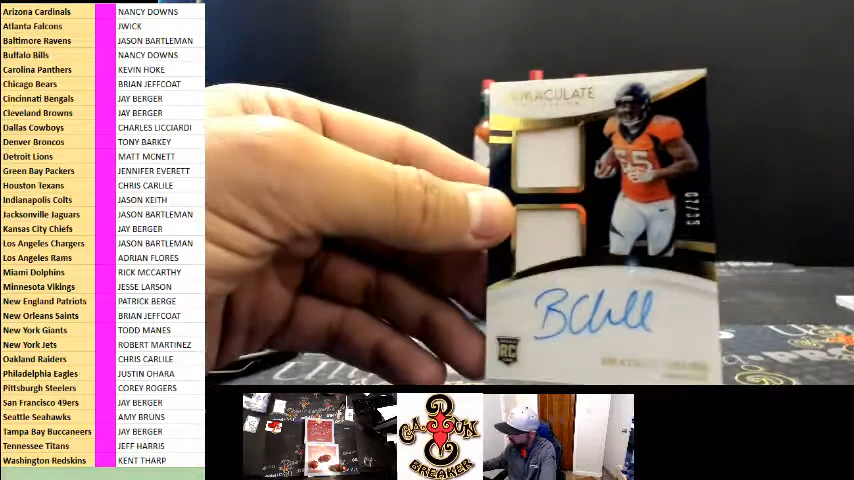 Arizona Cardinals NANCY DOWNS
Atlanta Falcons JWICK
Baltimore Ravens JASON BARTLEMAN
Buffalo Bills NANCY DOWNS
Carolina Panthers KEVIN HOKE
Chicago Bears BRIAN JEFFCOAT
Cincinnati Bengals JAY BERGER
Cleveland Browns JAY BERGER
Dallas Cowboys CHARLES LICCIARDI
Denver Broncos TONY BARKEY
Detroit Lions MATT MCNETT
Green Bay Packers JENNIFER EVERETT
Houston Texans CHRIS CARLILE
Indianapolis Colts JASON KEITH
Jacksonville Jaguars JASON BARTLEMAN
Kansas City Chiefs JAY BERGER
Los Angeles Chargers JASON BARTLEMAN
Los Angeles Rams ADRIAN FLORES
Miami Dolphins RICK MCCARTHY
Minnesota Vikings JESSE LARSON
New England Patriots PATRICK BERGE
New Orleans Saints BRIAN JEFFCOAT
New York Giants TODD MANES
New York Jets ROBERT MARTINEZ
Oakland Raiders CHRIS CARLILE
Philadelphia Eagles JUSTIN OHARA
Pittsburgh Steelers COREY ROGERS
San Francisco 49ers JAY BERGER
Seattle Seahawks AMY BRUNS
Tampa Bay Buccaneers JAY BERGER
Tennessee Titans JEFF HARRIS
Washington Redskins KENT THARP
IMMACULATE
55
RC
BREAKER